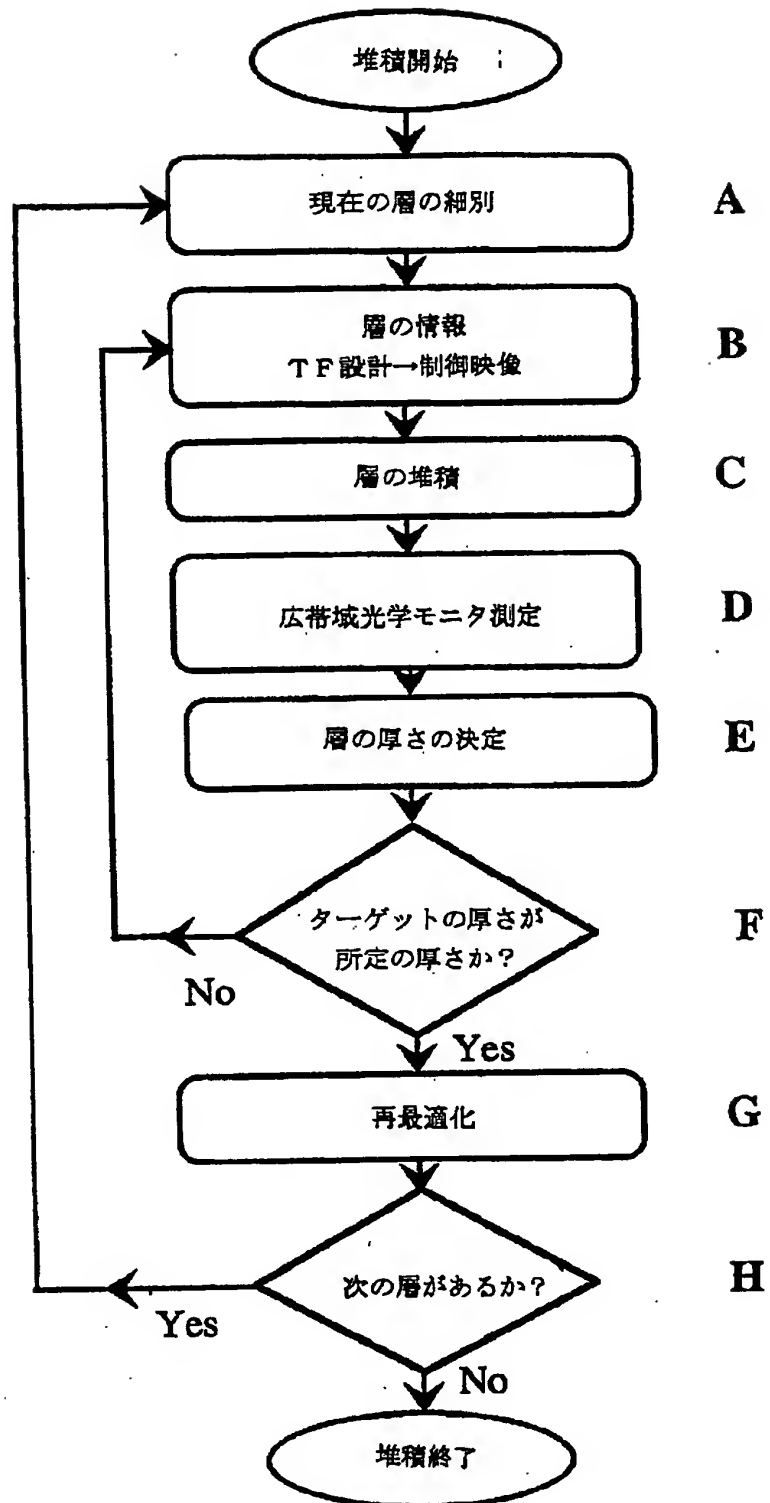 堆積開始
現在の層の細別
A
層の情報
TF設計→制御映像
B
層の堆積
C
広帯域光学モニタ測定
D
層の厚さの決定
E
ターゲットの厚さが
所定の厚さか?
F
No
Yes
再最適化
G
次の層があるか?
H
Yes
No
堆積終了